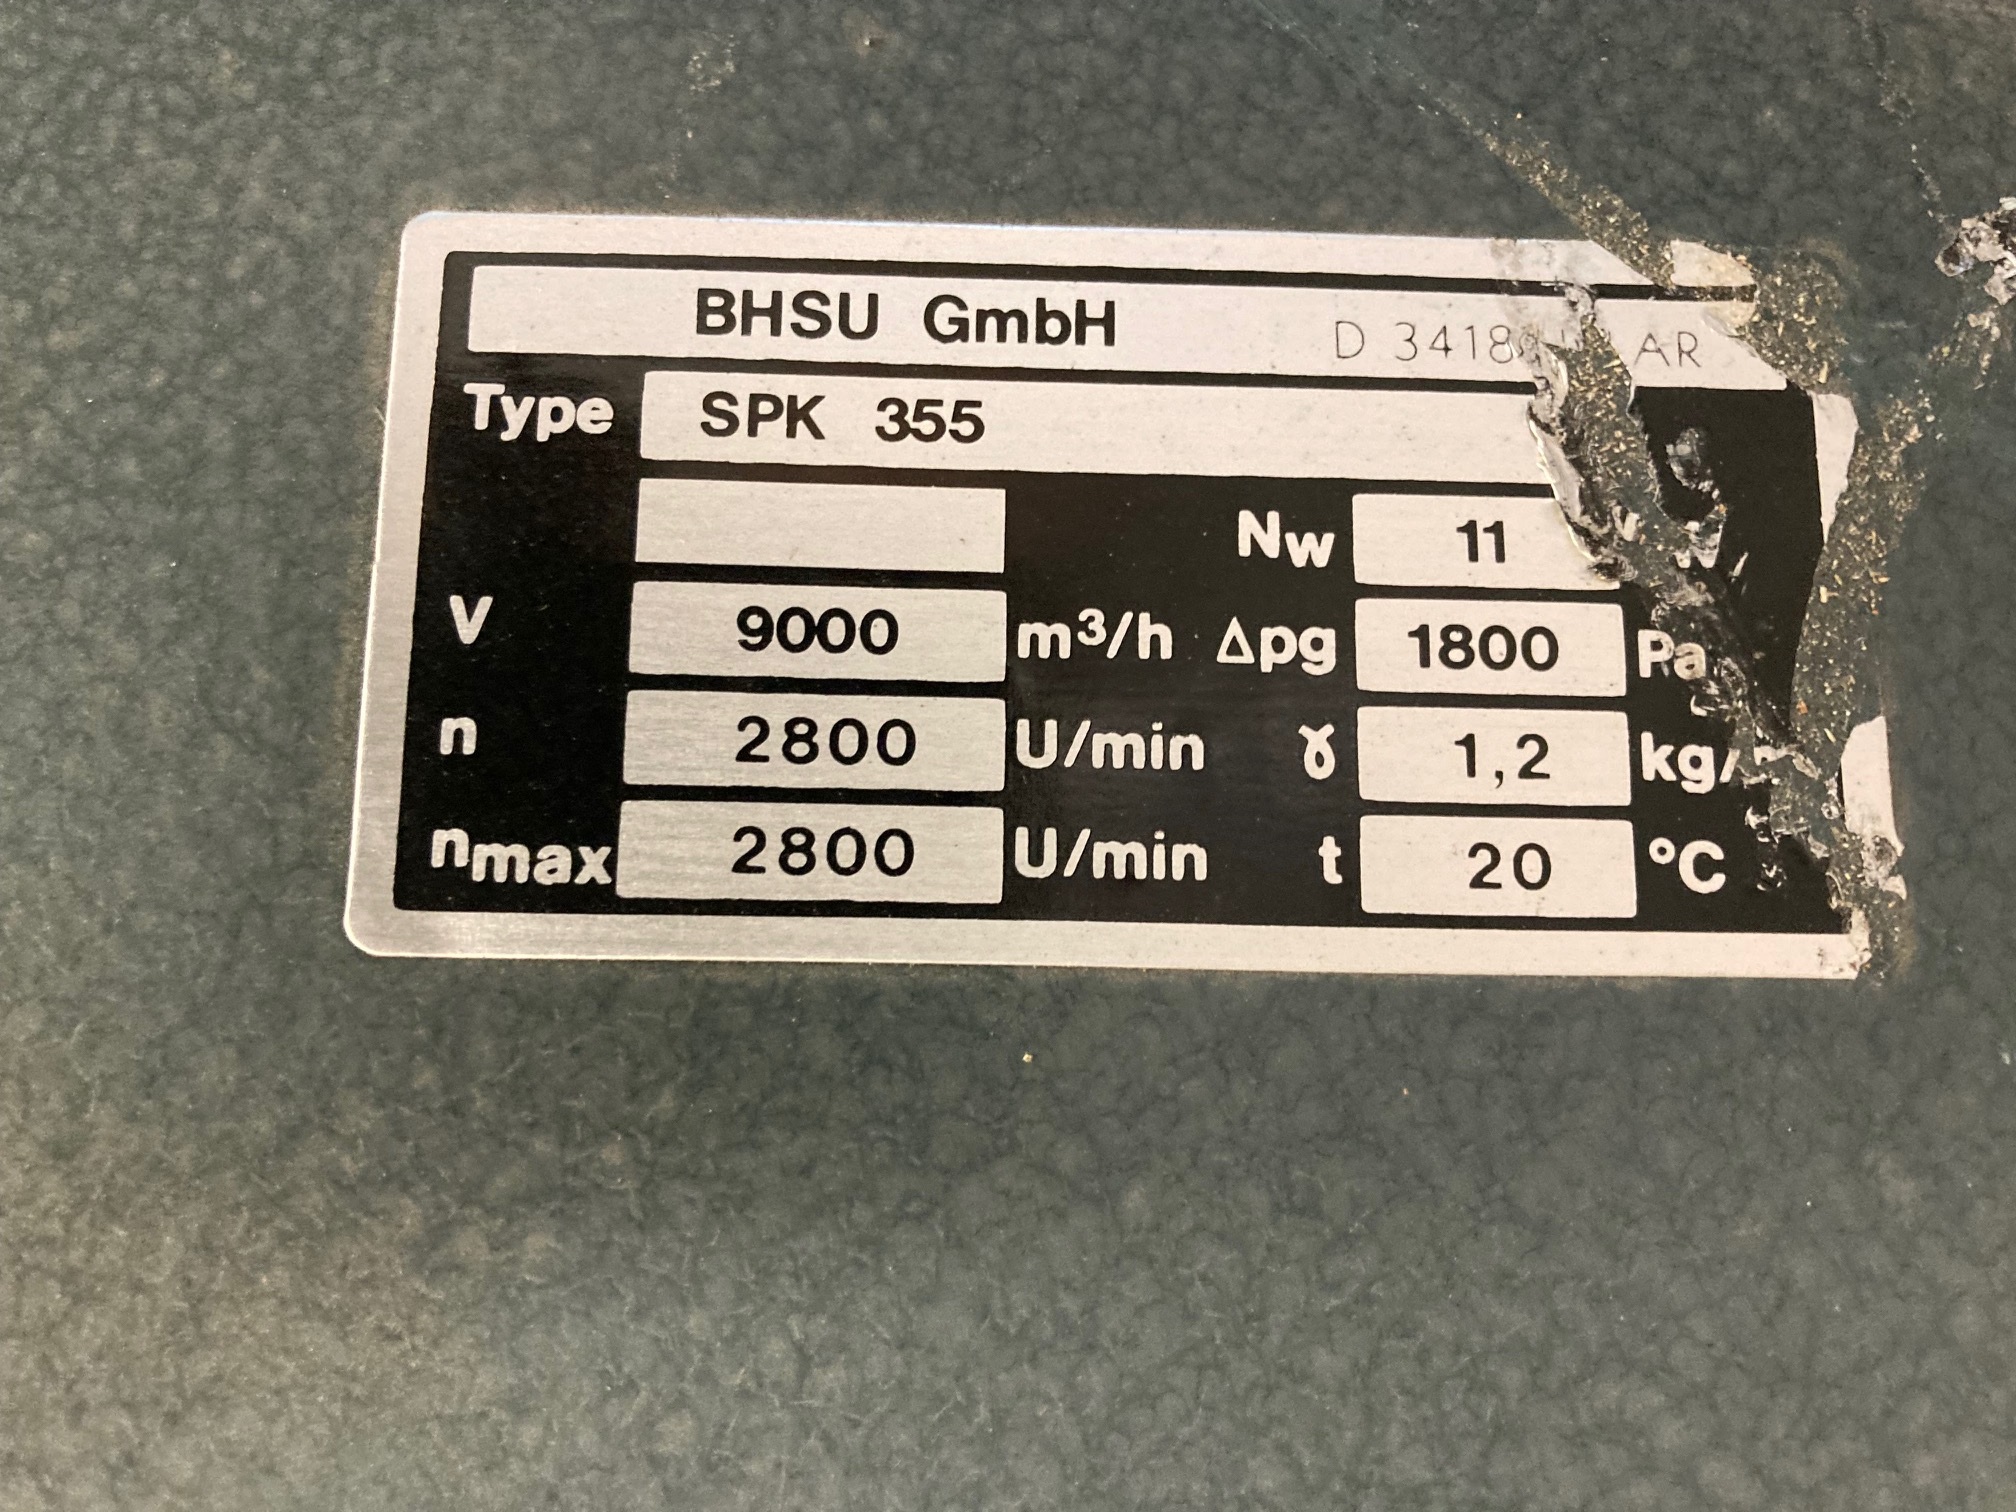 BHSU GmbH D 3418 AR
Type SPK 355
Nw 11
V 9000 m³/h Δpg 1800 Pa
n 2800 U/min ɣ 1,2 kg/
nmax 2800 U/min t 20 °C